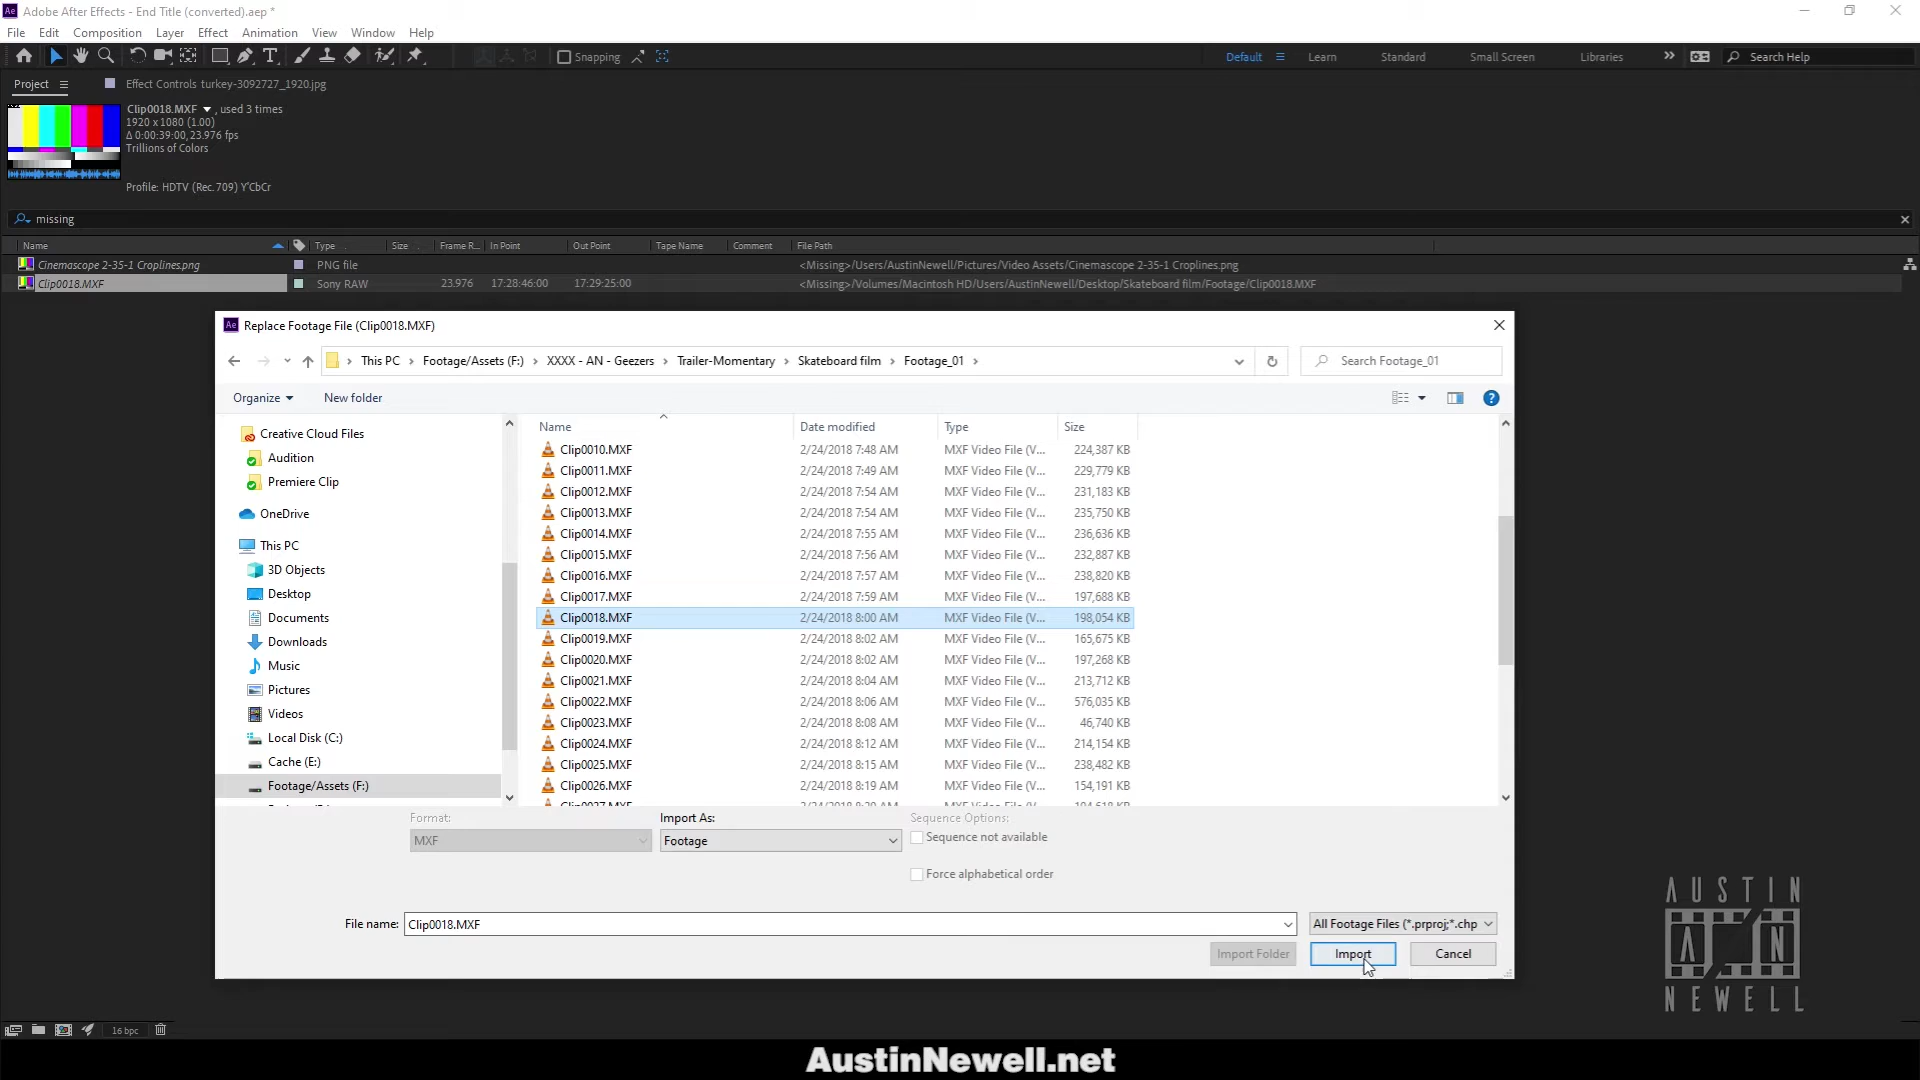 Ae Adobe After Effects - End Title (converted).aep *
File Edit Composition Layer Effect Animation View Window Help
Snapping Default Learn Standard Small Screen Libraries Search Help
Project Effect Controls turkey-3092727_1920.jpg
Clip0018.MXF , used 3 times
1920 x 1080 (1.00)
Δ 0:00:39:00, 23.976 fps
Trillions of Colors
Profile: HDTV (Rec. 709) Y'CbCr
missing
Name Type Size Frame R... In Point Out Point Tape Name Comment File Path
Cinemascope 2-35-1 Croplines.png PNG file <Missing>/Users/AustinNewell/Pictures/Video Assets/Cinemascope 2-35-1 Croplines.png
Clip0018.MXF Sony RAW 23.976 17:28:46:00 17:29:25:00 <Missing>/Volumes/Macintosh HD/Users/AustinNewell/Desktop/Skateboard film/Footage/Clip0018.MXF
Ae Replace Footage File (Clip0018.MXF)
This PC Footage/Assets (F:) XXXX - AN - Geezers Trailer-Momentary Skateboard film Footage_01 Search Footage_01
Organize New folder
Creative Cloud Files
Audition
Premiere Clip
OneDrive
This PC
3D Objects
Desktop
Documents
Downloads
Music
Pictures
Videos
Local Disk (C:)
Cache (E:)
Footage/Assets (F:)
Name Date modified Type Size
Clip0010.MXF 2/24/2018 7:48 AM MXF Video File (V... 224,387 KB
Clip0011.MXF 2/24/2018 7:49 AM MXF Video File (V... 229,779 KB
Clip0012.MXF 2/24/2018 7:54 AM MXF Video File (V... 231,183 KB
Clip0013.MXF 2/24/2018 7:54 AM MXF Video File (V... 235,750 KB
Clip0014.MXF 2/24/2018 7:55 AM MXF Video File (V... 236,636 KB
Clip0015.MXF 2/24/2018 7:56 AM MXF Video File (V... 232,887 KB
Clip0016.MXF 2/24/2018 7:57 AM MXF Video File (V... 238,820 KB
Clip0017.MXF 2/24/2018 7:59 AM MXF Video File (V... 197,688 KB
Clip0018.MXF 2/24/2018 8:00 AM MXF Video File (V... 198,054 KB
Clip0019.MXF 2/24/2018 8:02 AM MXF Video File (V... 165,675 KB
Clip0020.MXF 2/24/2018 8:02 AM MXF Video File (V... 197,268 KB
Clip0021.MXF 2/24/2018 8:04 AM MXF Video File (V... 213,712 KB
Clip0022.MXF 2/24/2018 8:06 AM MXF Video File (V... 576,035 KB
Clip0023.MXF 2/24/2018 8:08 AM MXF Video File (V... 46,740 KB
Clip0024.MXF 2/24/2018 8:12 AM MXF Video File (V... 214,154 KB
Clip0025.MXF 2/24/2018 8:15 AM MXF Video File (V... 238,482 KB
Clip0026.MXF 2/24/2018 8:19 AM MXF Video File (V... 154,191 KB
Format: Import As: Sequence Options:
MXF Footage Sequence not available
Force alphabetical order
File name: Clip0018.MXF All Footage Files (*.prproj;*.chp
Import Folder Import Cancel
AUSTIN
AN
NEWELL
16 bpc
AustinNewell.net